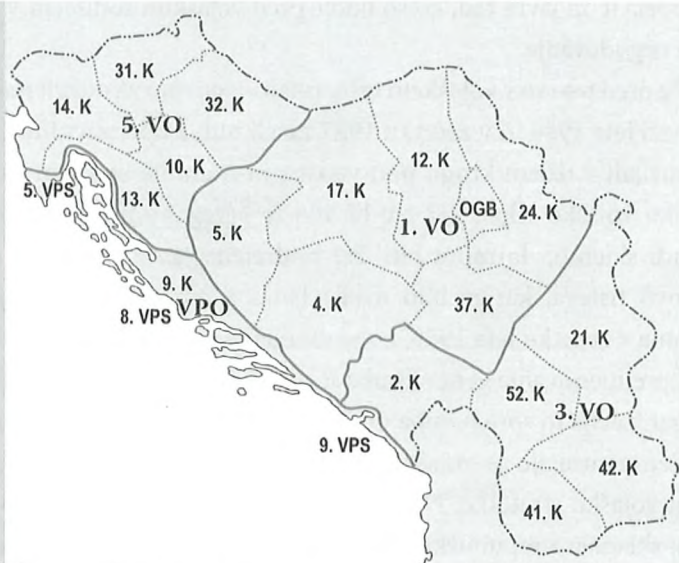 31. K
14. K
32. K
5. VO
10. K
12. K
5. VPS
13. K
17. K
OGB
24. K
5. K
1. VO
9. K
VPO
4. K
37. K
8. VPS
21. K
2. K
52. K
3. VO
9. VPS
42. K
41. K